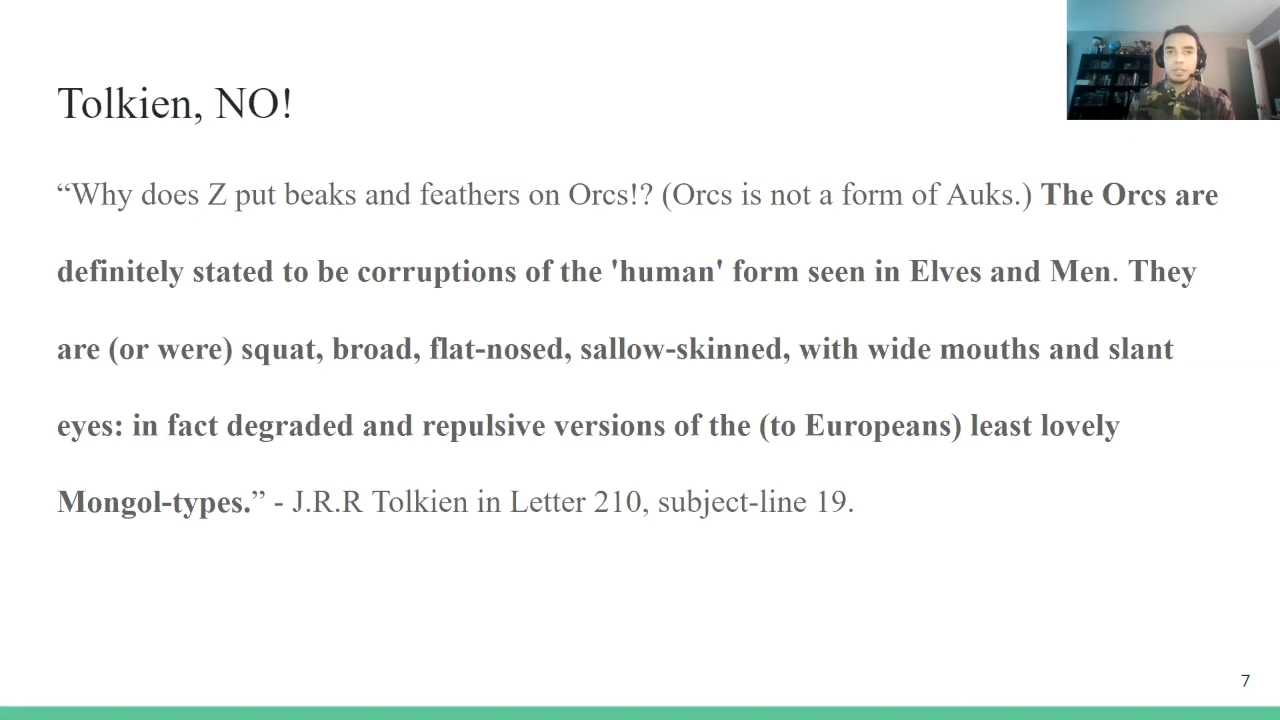 Tolkien, NO!
“Why does Z put beaks and feathers on Orcs!? (Orcs is not a form of Auks.) The Orcs are
definitely stated to be corruptions of the 'human' form seen in Elves and Men. They
are (or were) squat, broad, flat-nosed, sallow-skinned, with wide mouths and slant
eyes: in fact degraded and repulsive versions of the (to Europeans) least lovely
Mongol-types.” - J.R.R Tolkien in Letter 210, subject-line 19.
7